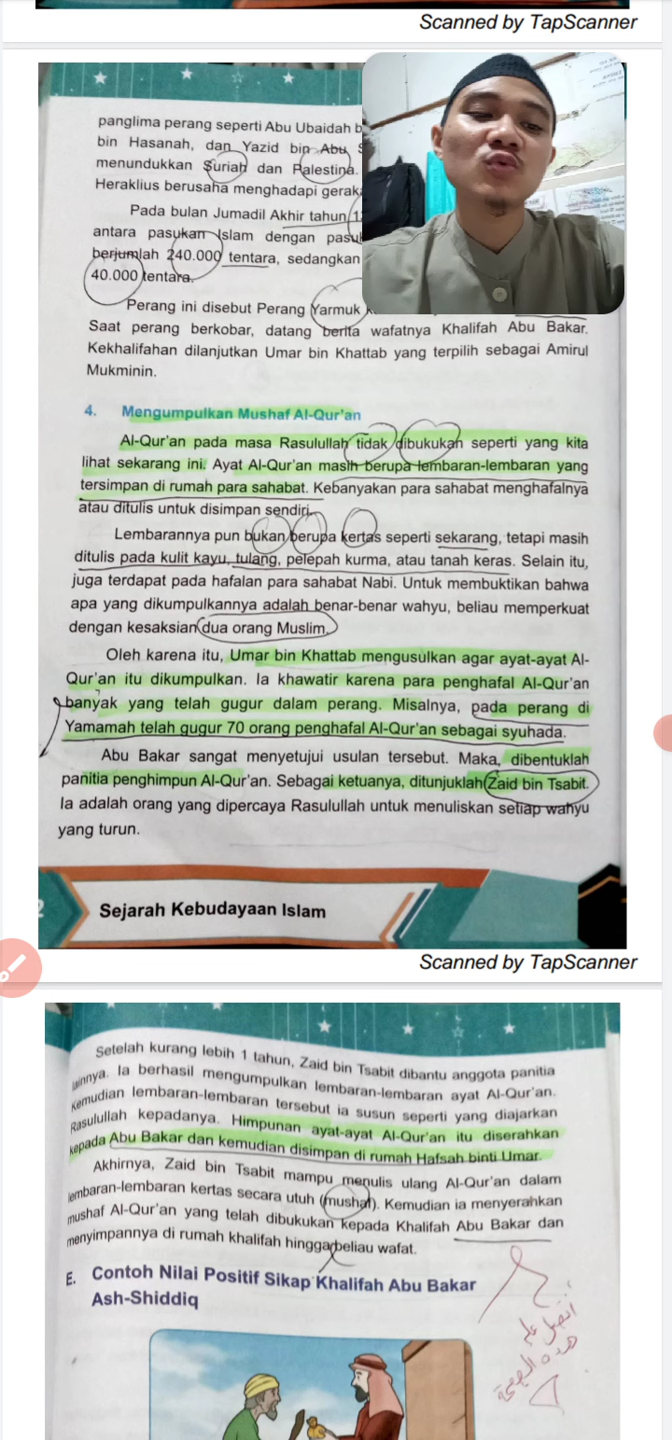 Scanned by TapScanner
panglima perang seperti Abu Ubaidah b
bin Hasanah, dan Yazid bin Abu S
menundukkan Suriah dan Palestina.
Heraklius berusaha menghadapi gerak
Pada bulan Jumadil Akhir tahun 1
antara pasukan Islam dengan pasu
berjumlah 240.000 tentara, sedangkan
40.000 tentara.
Perang ini disebut Perang Yarmuk
Saat perang berkobar, datang berita wafatnya Khalifah Abu Bakar.
Kekhalifahan dilanjutkan Umar bin Khattab yang terpilih sebagai Amirul
Mukminin.
4. Mengumpulkan Mushaf Al-Qur'an
Al-Qur'an pada masa Rasulullah tidak dibukukan seperti yang kita
lihat sekarang ini. Ayat Al-Qur'an masih berupa lembaran-lembaran yang
tersimpan di rumah para sahabat. Kebanyakan para sahabat menghafalnya
atau ditulis untuk disimpan sendiri.
Lembarannya pun bukan berupa kertas seperti sekarang, tetapi masih
ditulis pada kulit kayu, tulang, pelepah kurma, atau tanah keras. Selain itu,
juga terdapat pada hafalan para sahabat Nabi. Untuk membuktikan bahwa
apa yang dikumpulkannya adalah benar-benar wahyu, beliau memperkuat
dengan kesaksian dua orang Muslim.
Oleh karena itu, Umar bin Khattab mengusulkan agar ayat-ayat Al-
Qur'an itu dikumpulkan. Ia khawatir karena para penghafal Al-Qur'an
banyak yang telah gugur dalam perang. Misalnya, pada perang di
Yamamah telah gugur 70 orang penghafal Al-Qur'an sebagai syuhada.
Abu Bakar sangat menyetujui usulan tersebut. Maka, dibentuklah
panitia penghimpun Al-Qur'an. Sebagai ketuanya, ditunjuklah Zaid bin Tsabit.
Ia adalah orang yang dipercaya Rasulullah untuk menuliskan setiap wahyu
yang turun.
2 Sejarah Kebudayaan Islam
Scanned by TapScanner
Setelah kurang lebih 1 tahun, Zaid bin Tsabit dibantu anggota panitia
lainnya. Ia berhasil mengumpulkan lembaran-lembaran ayat Al-Qur'an.
Kemudian lembaran-lembaran tersebut ia susun seperti yang diajarkan
Rasulullah kepadanya. Himpunan ayat-ayat Al-Qur'an itu diserahkan
kepada Abu Bakar dan kemudian disimpan di rumah Hafsah binti Umar.
Akhirnya, Zaid bin Tsabit mampu menulis ulang Al-Qur'an dalam
lembaran-lembaran kertas secara utuh (mushaf). Kemudian ia menyerahkan
mushaf Al-Qur'an yang telah dibukukan kepada Khalifah Abu Bakar dan
menyimpannya di rumah khalifah hingga beliau wafat.
E. Contoh Nilai Positif Sikap Khalifah Abu Bakar
Ash-Shiddiq